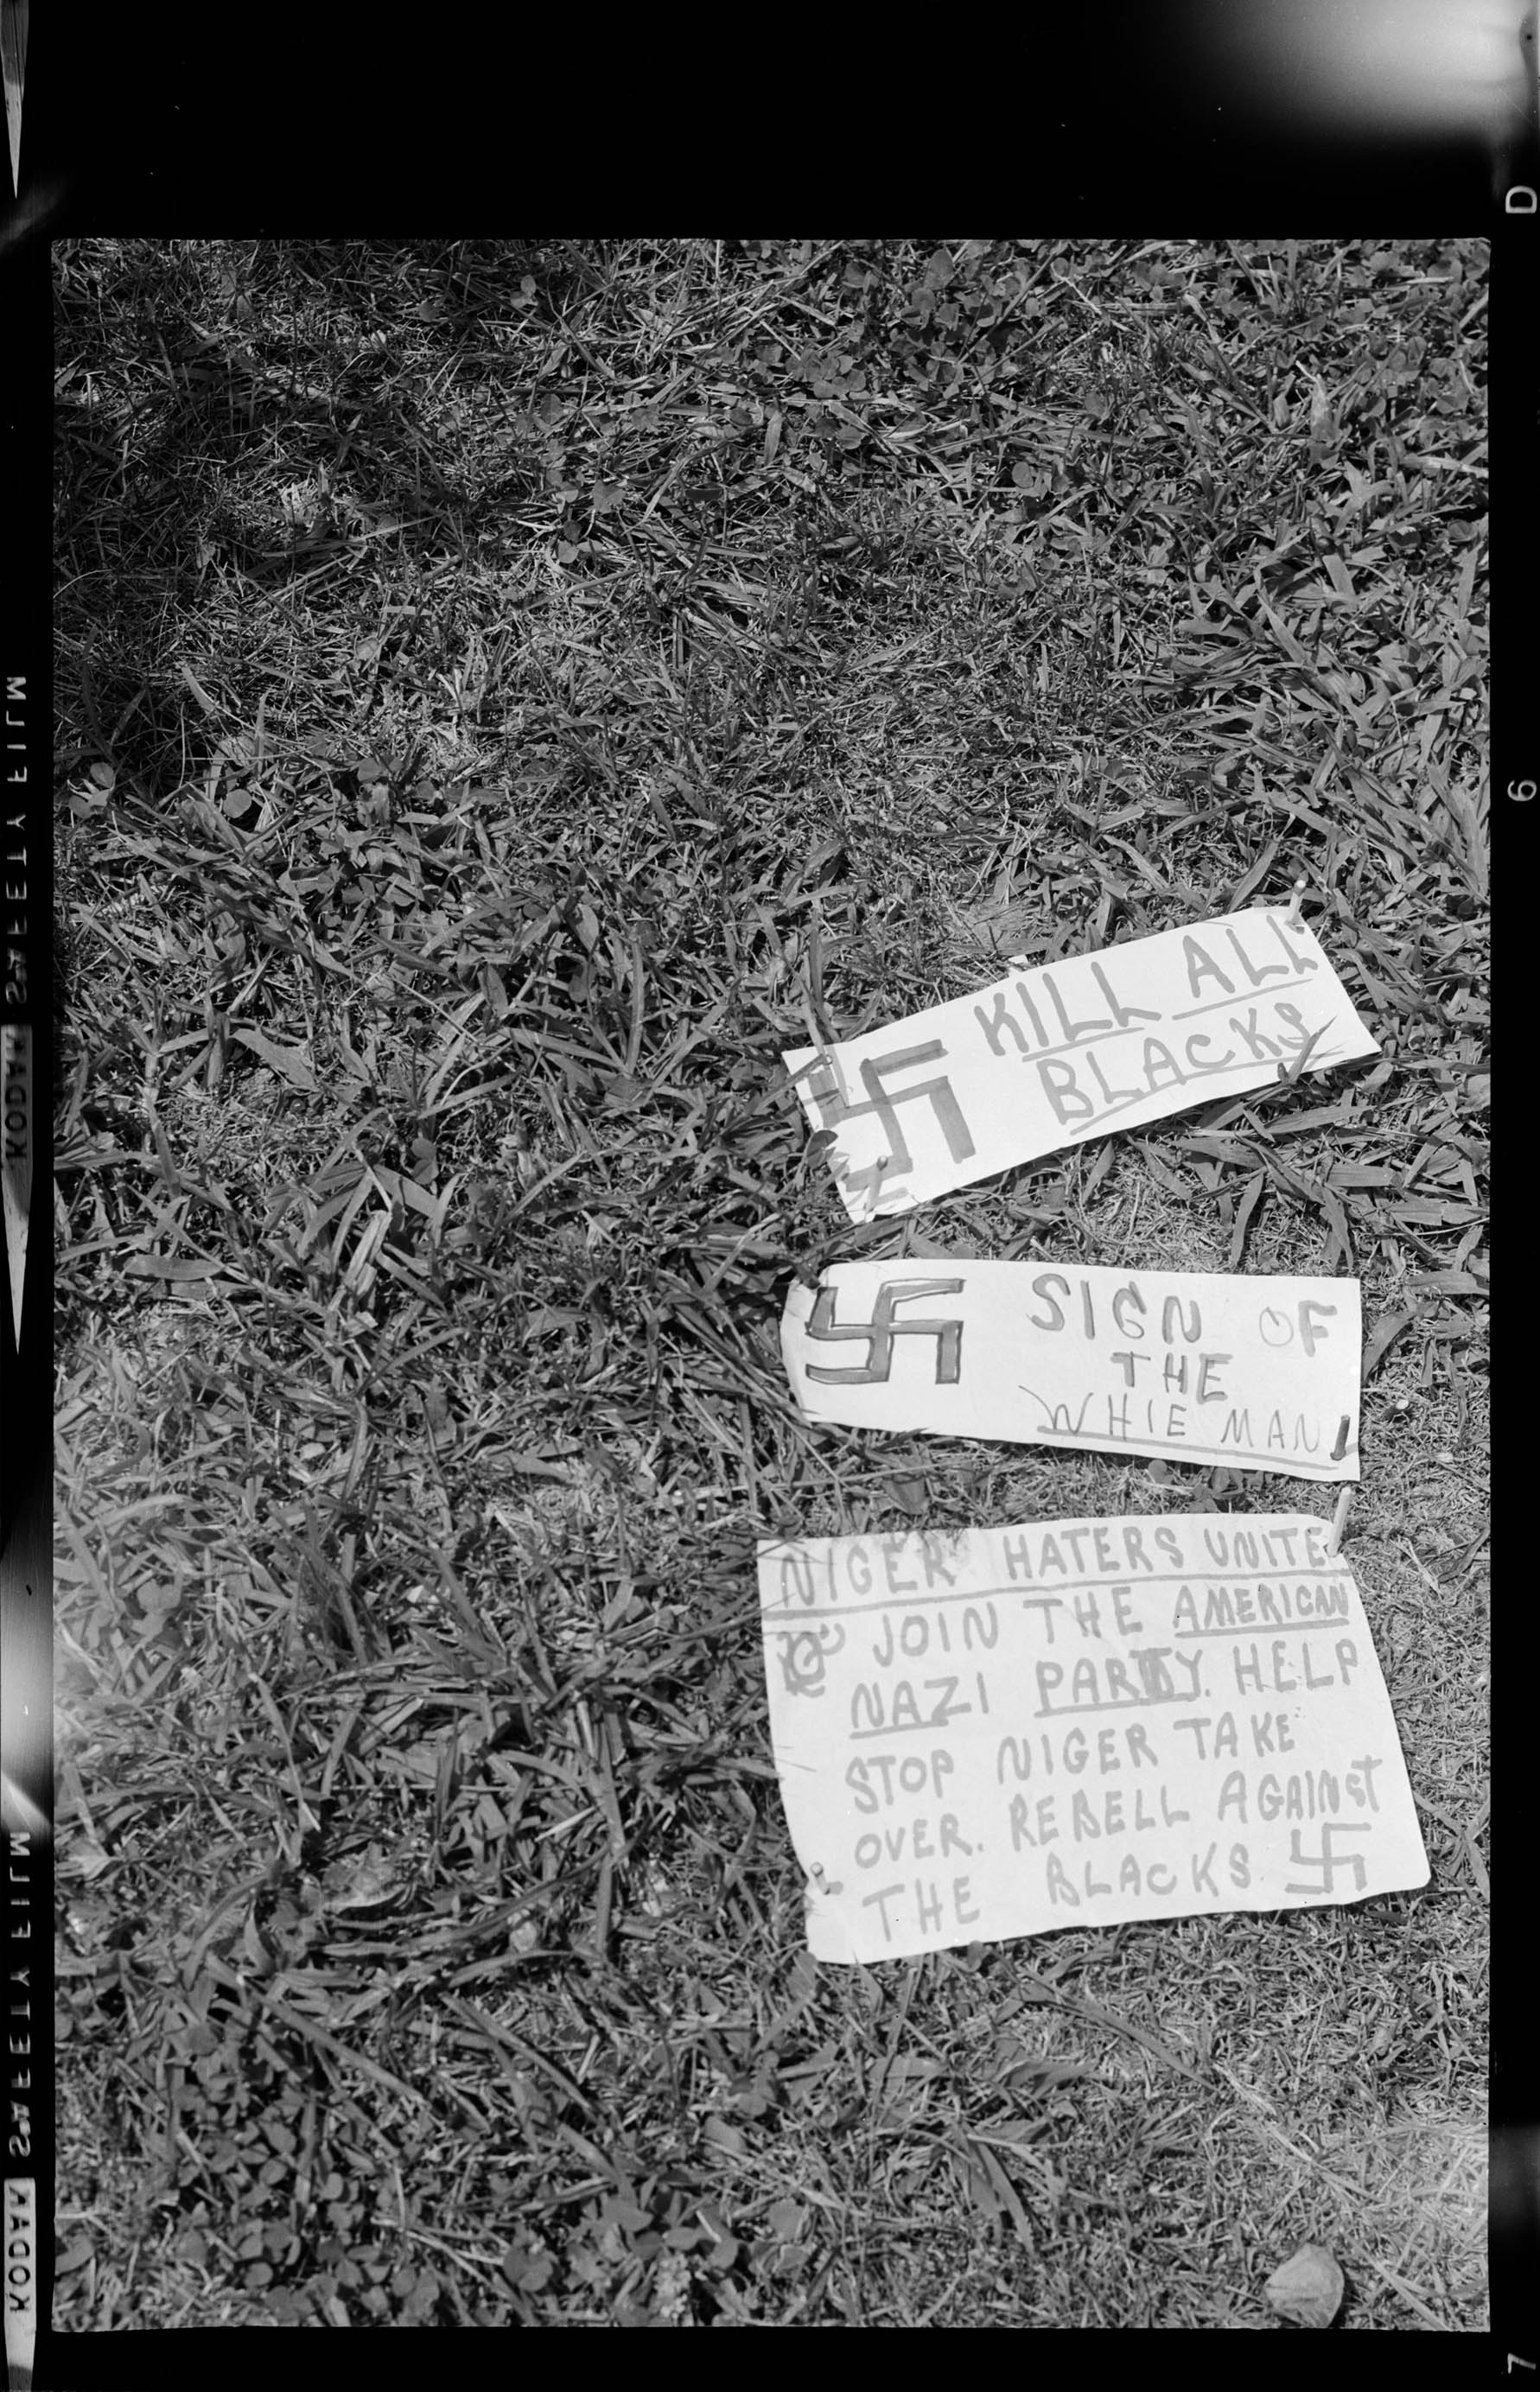 KILL ALL
BLACKS
SIGN OF
THE
WHIE MAN
NIGER HATERS UNITE
JOIN THE AMERICAN
NAZI PARTY. HELP
STOP NIGER TAKE
OVER. REBELL AGAINST
THE BLACKS.
KODAK SAFETY FILM
KODAK SAFETY FILM
D
6
7